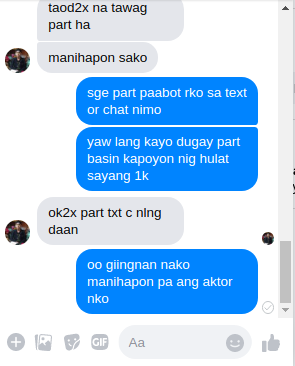 taod2x na tawag
part ha
manihapon sako
sge part paabot rko sa text
or chat nimo
yaw lang kayo dugay part
basin kapoyon nig hulat
sayang 1k
ok2x part txt c nlng
daan
oo giingnan nako
manihapon pa ang aktor
nko
GIF
Aa